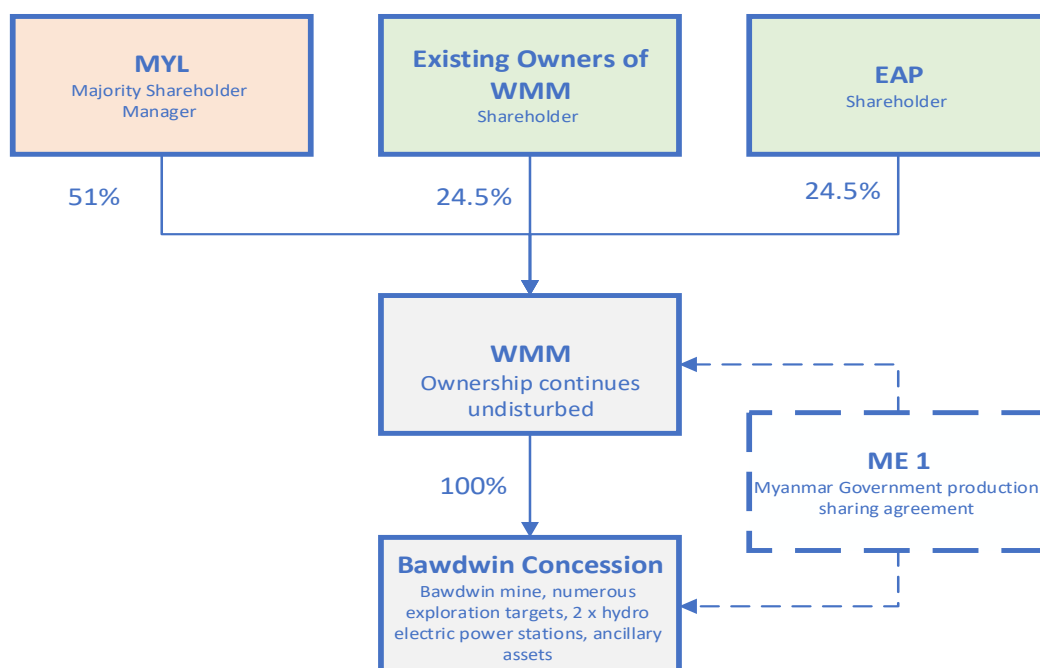 MYL
Majority Shareholder
Manager
Existing Owners of
WMM
Shareholder
EAP
Shareholder
51%
24.5%
24.5%
WMM
Ownership continues
undisturbed
100%
ME 1
Myanmar Government production
sharing agreement
Bawdwin Concession
Bawdwin mine, numerous
exploration targets, 2 x hydro
electric power stations, ancillary
assets